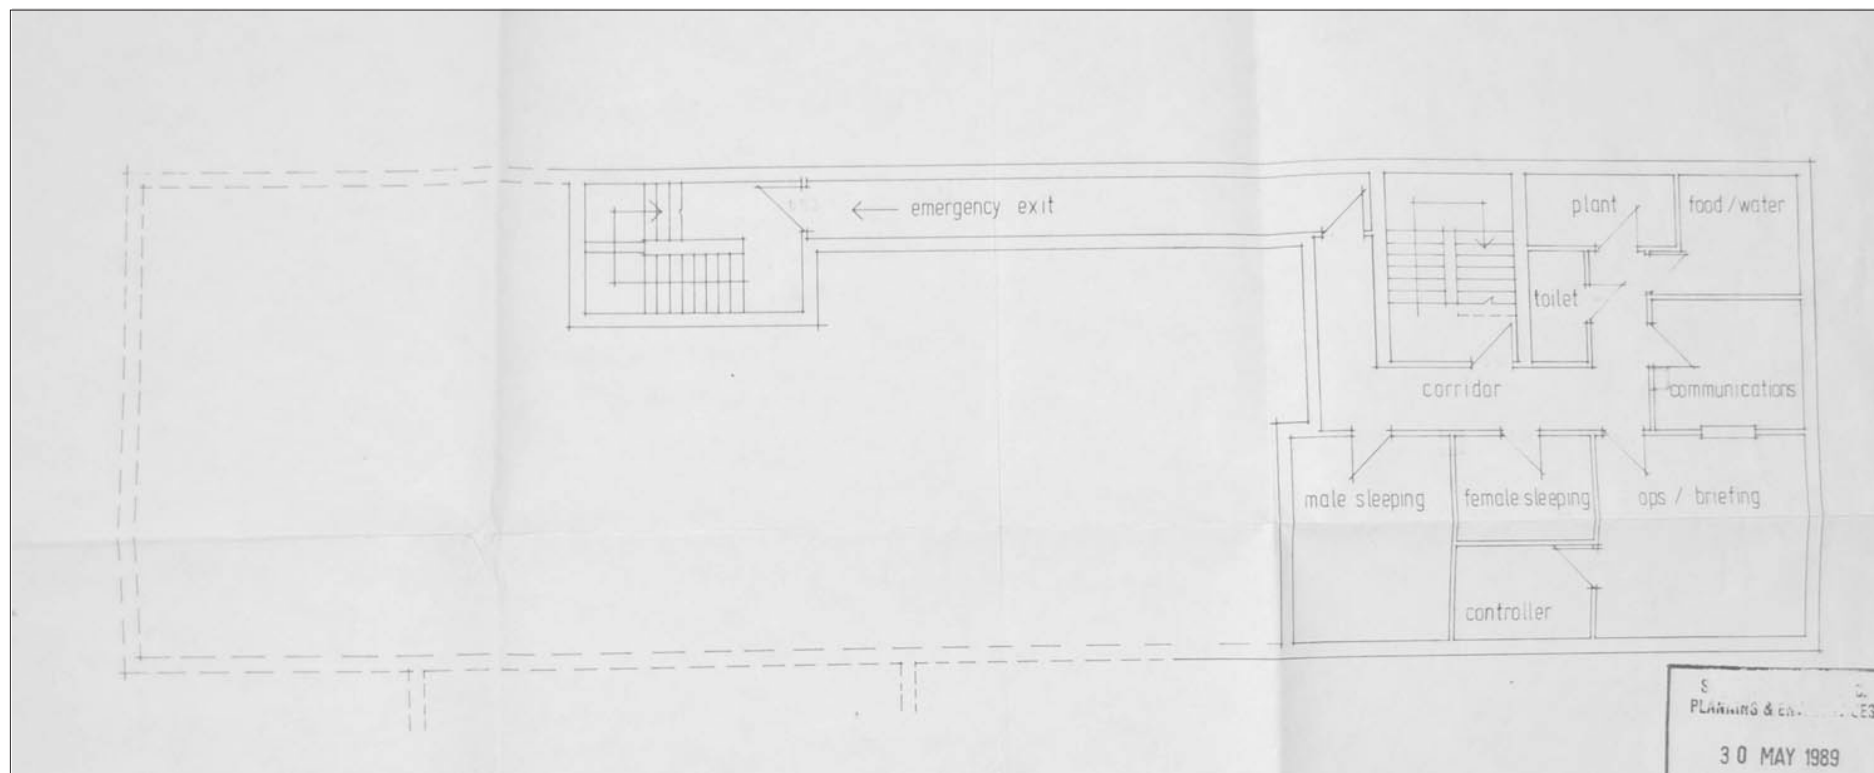 emergency exit
plant
food / water
toilet
corridor
communications
male sleeping
female sleeping
ops / briefing
controller
S
PLANNING &
30 MAY 1989